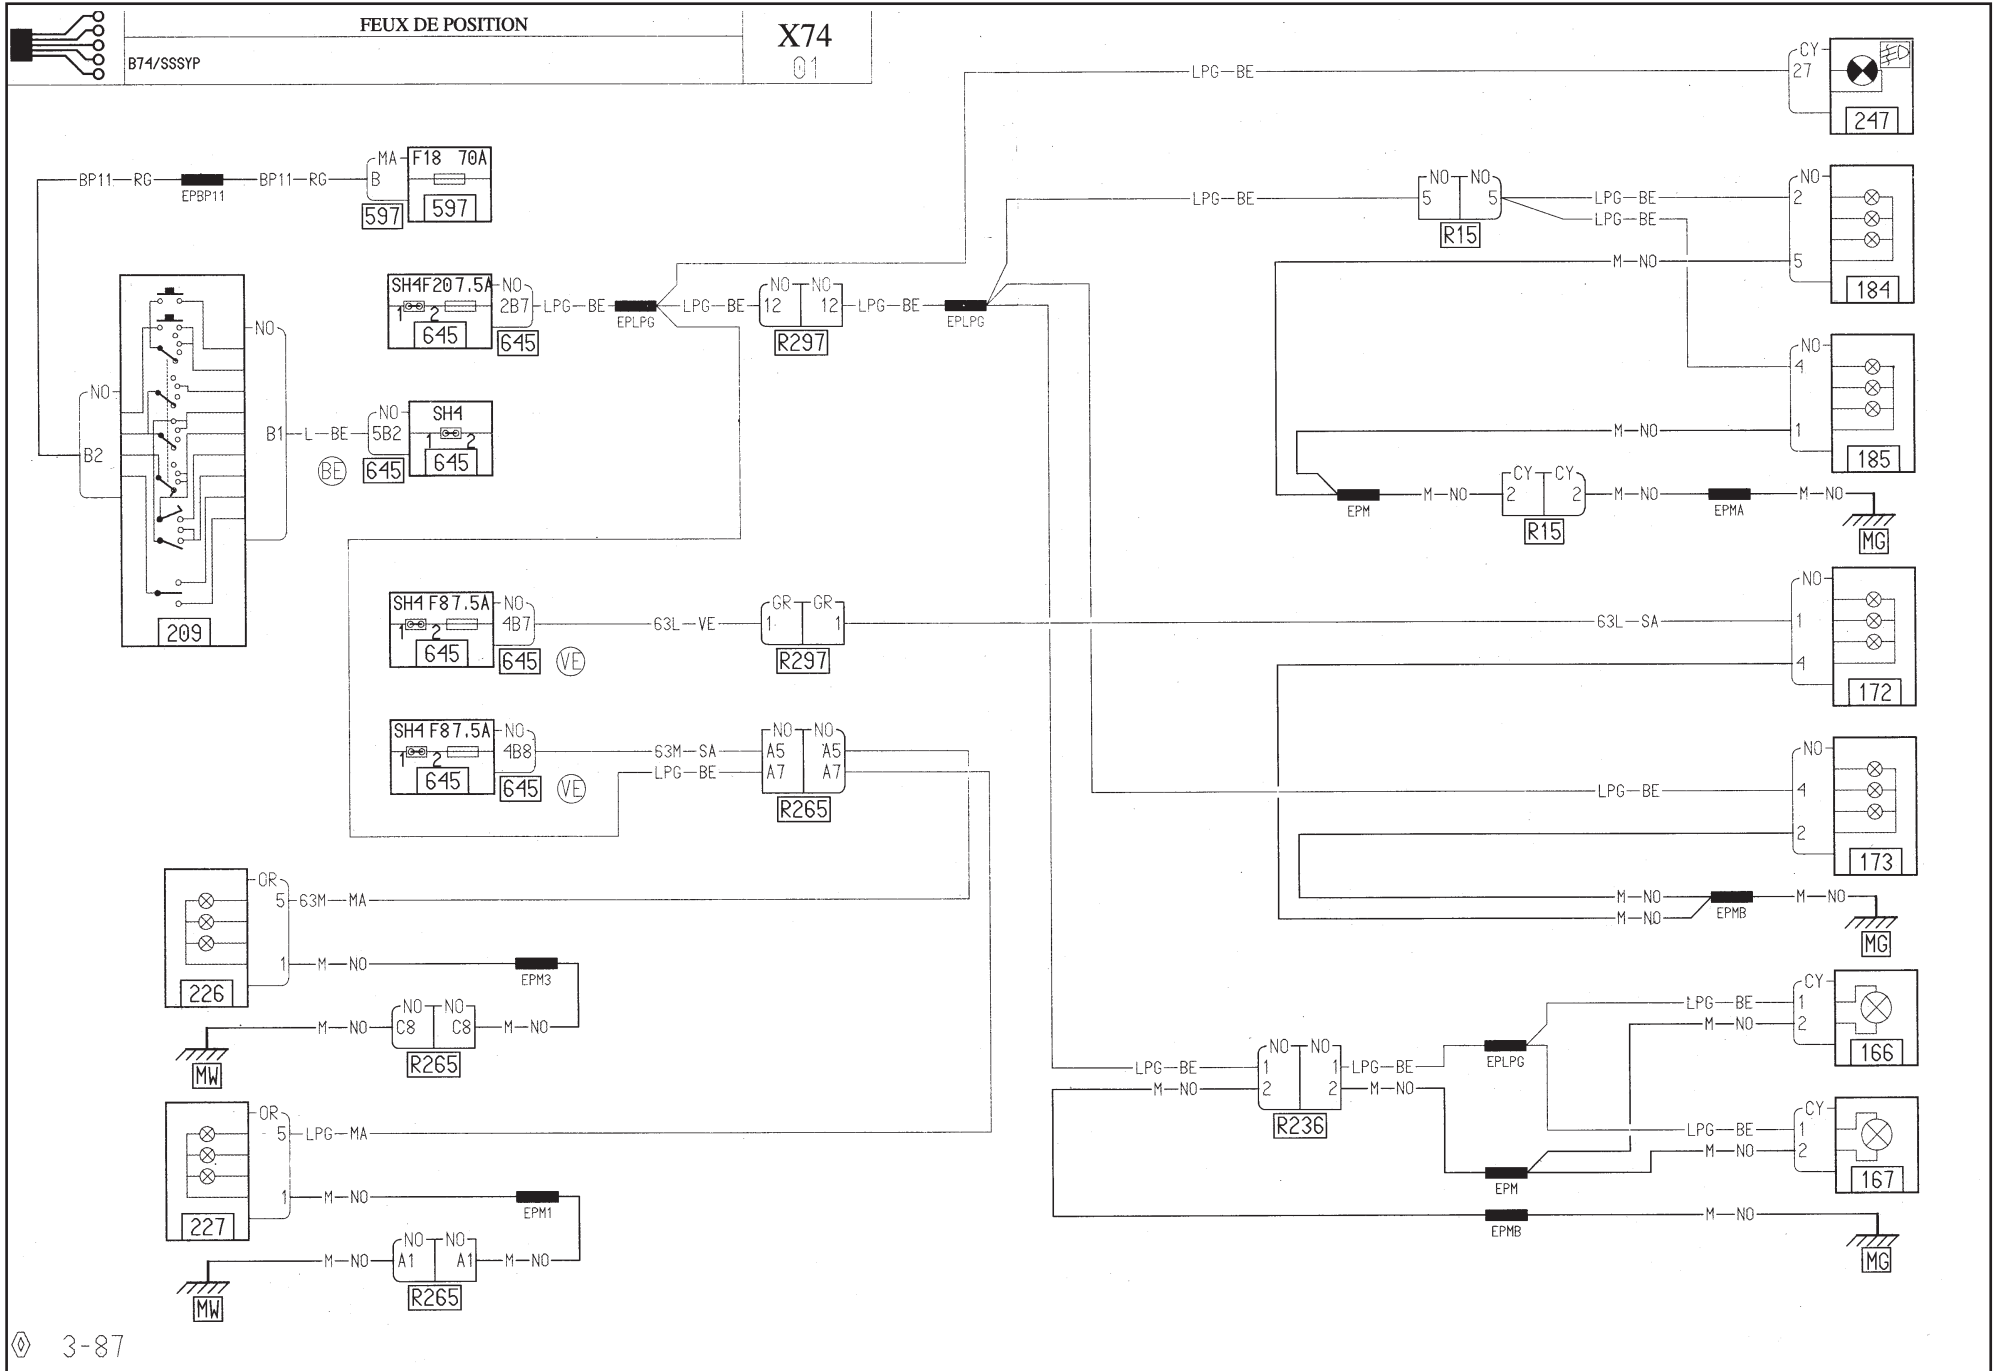 FEUX DE POSITION
B74/SSSYP
X74
01
CY
27
247
LPG-BE
BP11 RG
EPBP11
BP11 RG
MA
B
597
F18 70A
597
LPG-BE
NO NO
5 5
R15
LPG-BE
LPG-BE
NO
2
5
184
M-NO
SH4F20 7.5A
1 2
645
NO
2B7
645
LPG-BE
EPLPG
LPG-BE
NO NO
12 12
R297
LPG-BE
EPLPG
NO
4
1
185
M-NO
NO
B2
209
NO
B1
L-BE
BE
NO
5B2
645
SH4
1 2
645
EPM
M-NO
CY CY
2 2
R15
M-NO
EPMA
M-NO
MG
SH4 F8 7.5A
1 2
645
NO
4B7
645
VE
63L-VE
GR GR
1 1
R297
63L-SA
NO
1
4
172
SH4 F8 7.5A
1 2
645
NO
4B8
645
VE
63M-SA
LPG-BE
NO NO
A5 A5
A7 A7
R265
LPG-BE
NO
4
2
173
M-NO
M-NO
EPMB
M-NO
MG
226
OR
5
1
63M-MA
M-NO
EPM3
MW
M-NO
NO NO
C8 C8
R265
M-NO
227
OR
5
1
LPG-MA
M-NO
EPM1
MW
M-NO
NO NO
A1 A1
R265
M-NO
LPG-BE
M-NO
NO NO
1 1
2 2
R236
LPG-BE
M-NO
EPLPG
LPG-BE
M-NO
CY
1
2
166
LPG-BE
M-NO
CY
1
2
167
EPM
EPMB
M-NO
MG
3-87